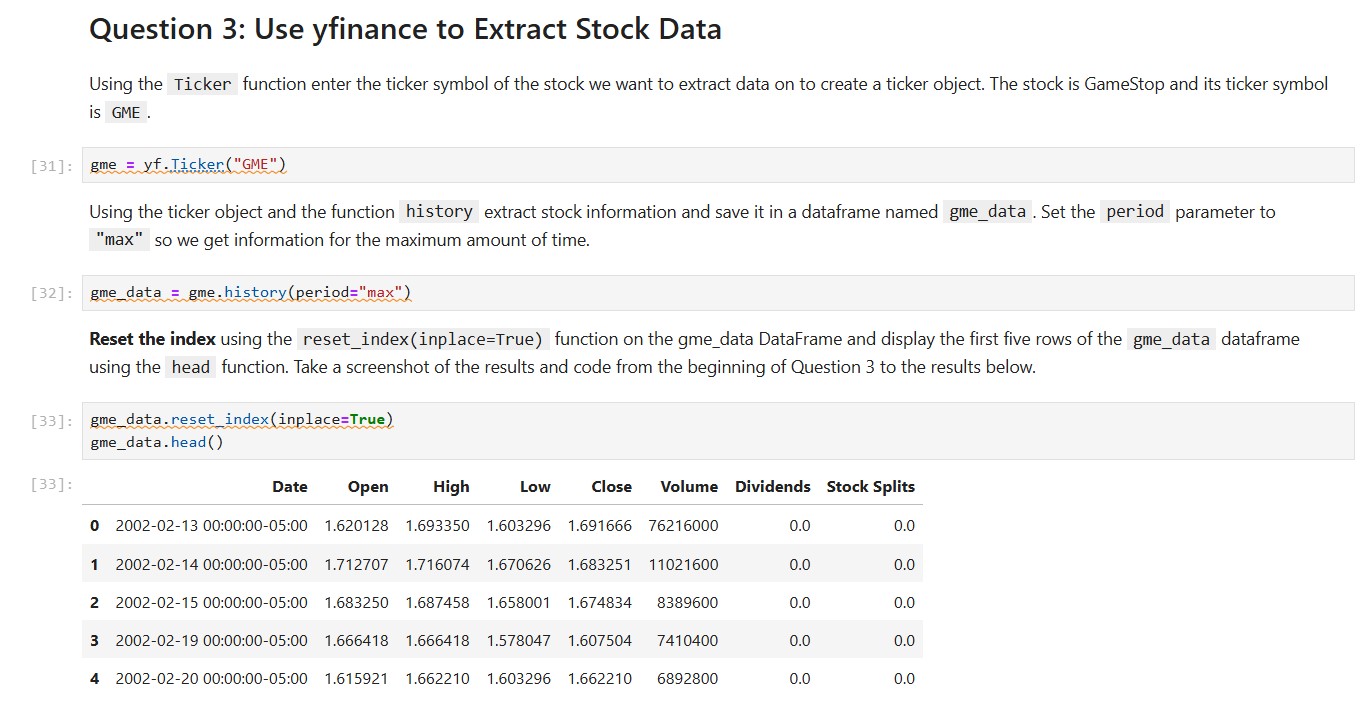 Question 3: Use yfinance to Extract Stock Data
Using the Ticker function enter the ticker symbol of the stock we want to extract data on to create a ticker object. The stock is GameStop and its ticker symbol
is GME .
[31]: gme = yf.Ticker("GME")
Using the ticker object and the function history extract stock information and save it in a dataframe named gme_data . Set the period parameter to
"max" so we get information for the maximum amount of time.
[32]: gme_data = gme.history(period="max")
Reset the index using the reset_index(inplace=True) function on the gme_data DataFrame and display the first five rows of the gme_data dataframe
using the head function. Take a screenshot of the results and code from the beginning of Question 3 to the results below.
[33]: gme_data.reset_index(inplace=True)
gme_data.head()
[33]: Date Open High Low Close Volume Dividends Stock Splits
0 2002-02-13 00:00:00-05:00 1.620128 1.693350 1.603296 1.691666 76216000 0.0 0.0
1 2002-02-14 00:00:00-05:00 1.712707 1.716074 1.670626 1.683251 11021600 0.0 0.0
2 2002-02-15 00:00:00-05:00 1.683250 1.687458 1.658001 1.674834 8389600 0.0 0.0
3 2002-02-19 00:00:00-05:00 1.666418 1.666418 1.578047 1.607504 7410400 0.0 0.0
4 2002-02-20 00:00:00-05:00 1.615921 1.662210 1.603296 1.662210 6892800 0.0 0.0